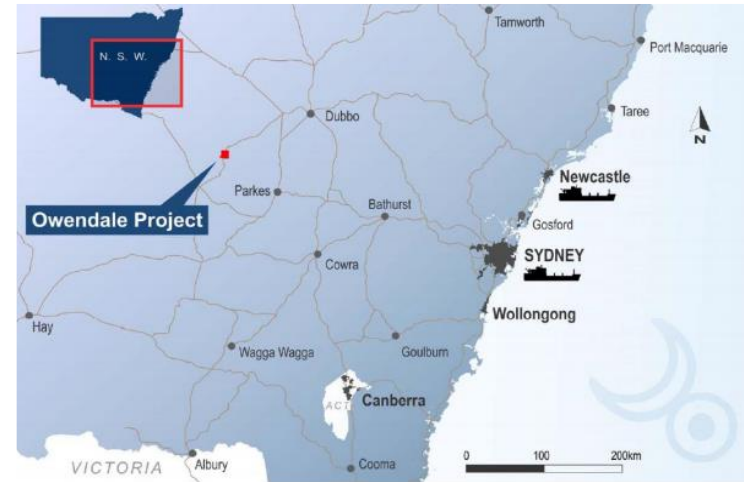 Tamworth
N. S. W.
Port Macquarie
Taree
Dubbo
N
Newcastle
Parkes
Owendale Project
Bathurst
Gosford
SYDNEY
Cowra
Wollongong
Hay
Wagga Wagga
Goulburn
ACT
Canberra
VICTORIA
Albury
Cooma
0 100 200km